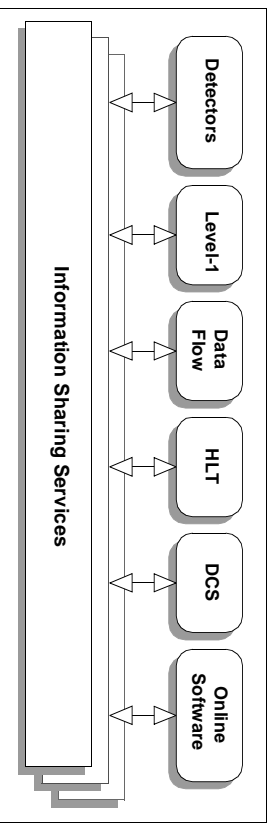 Detectors
Level-1
Data
Flow
HLT
DCS
Online
Software
Information Sharing Services